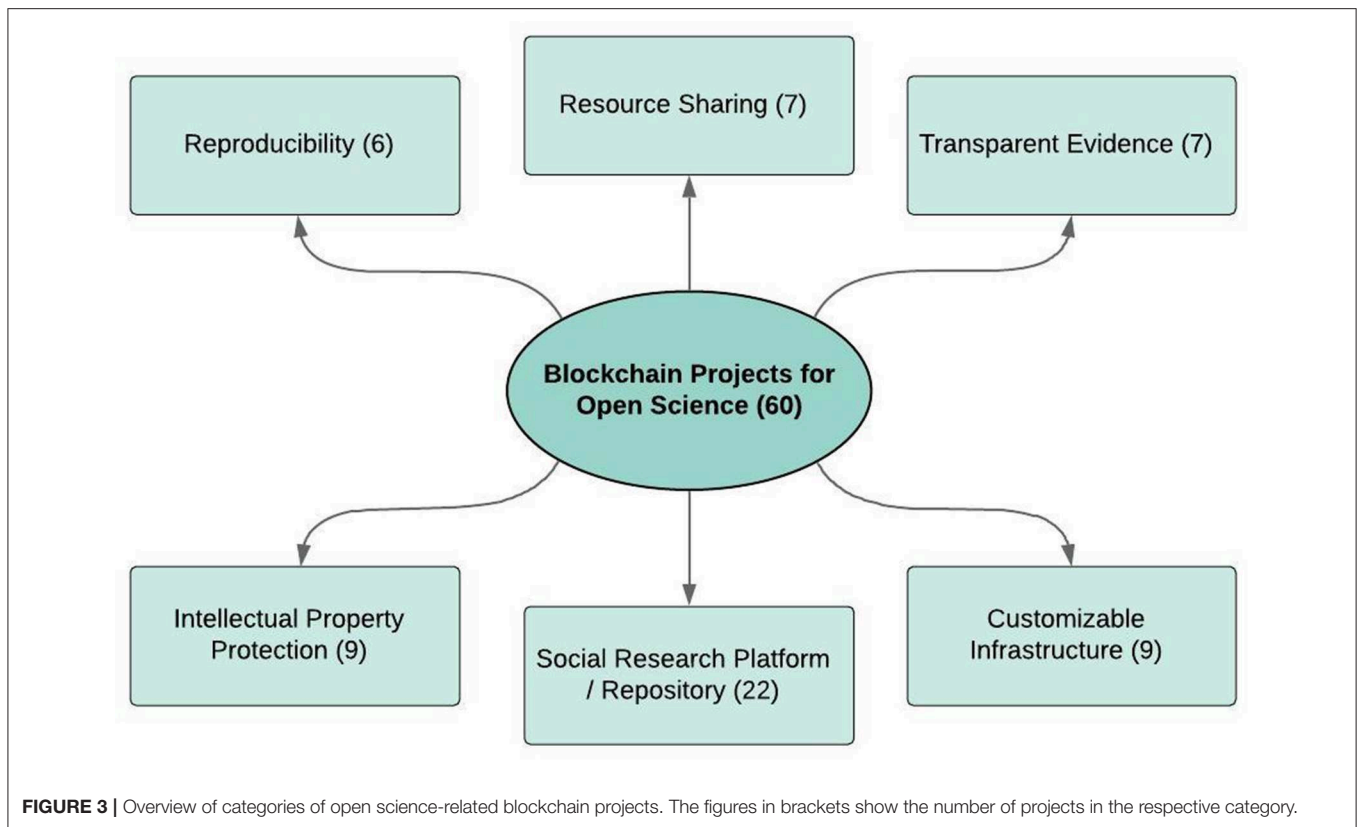 Reproducibility (6)
Resource Sharing (7)
Transparent Evidence (7)
Blockchain Projects for
Open Science (60)
Intellectual Property
Protection (9)
Social Research Platform
/ Repository (22)
Customizable
Infrastructure (9)
FIGURE 3 | Overview of categories of open science-related blockchain projects. The figures in brackets show the number of projects in the respective category.